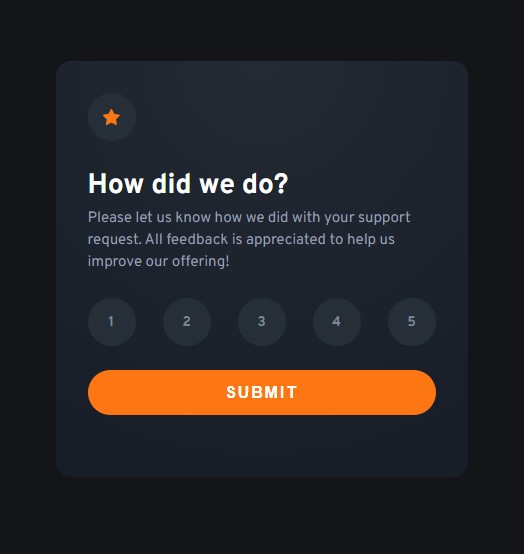 How did we do?
Please let us know how we did with your support
request. All feedback is appreciated to help us
improve our offering!
1 2 3 4 5
SUBMIT